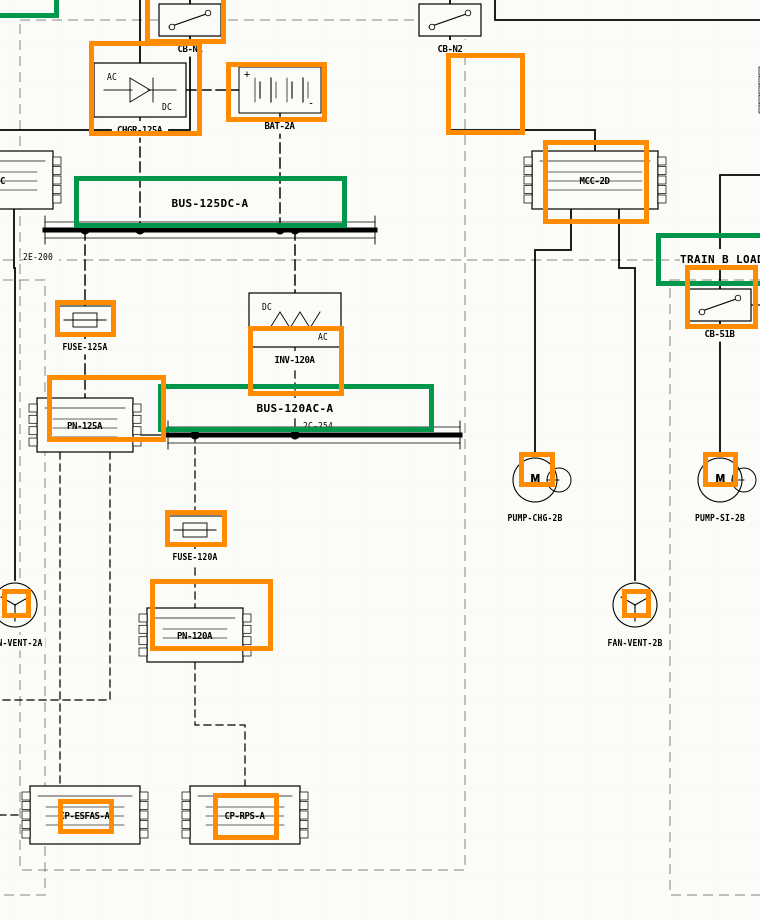 CB-N2
AC
DC
+
-
CHGR-125A
BAT-2A
MCC-2D
BUS-125DC-A
2E-200
TRAIN B LOAD
DC
AC
FUSE-125A
CB-51B
INV-120A
BUS-120AC-A
PN-125A
2C-254
M
M
PUMP-CHG-2B
PUMP-SI-2B
FUSE-120A
PN-120A
N-VENT-2A
FAN-VENT-2B
CP-ESFAS-A
CP-RPS-A